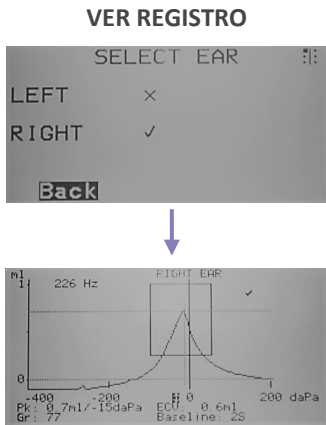 VER REGISTRO
SELECT EAR
LEFT ×
RIGHT ✓
Back
ml
RIGHT EAR
1
226 Hz
✓
0
-400 -200 0 200 daPa
Pk: 0.7ml/-15daPa ECV: 0.6ml
Gr: 77 Baseline: 2S